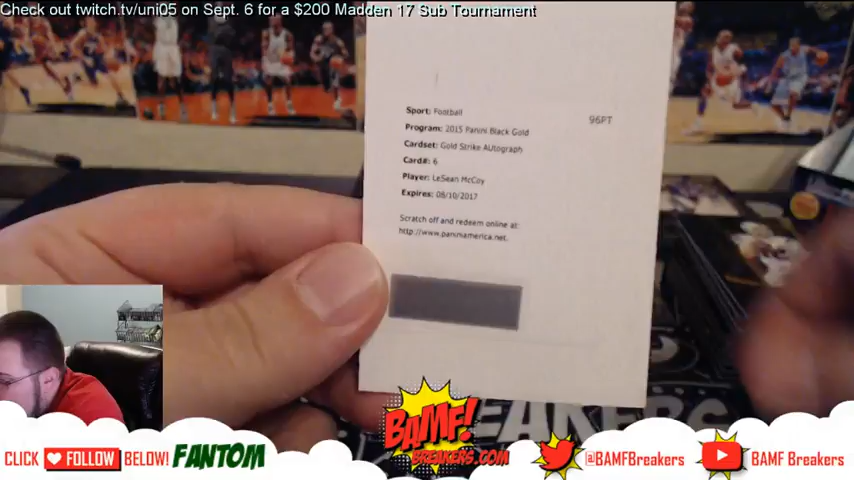 Check out twitch.tv/uni05 on Sept. 6 for a $200 Madden 17 Sub Tournament
Sport: Football
96PT
Program: 2015 Panini Black Gold
Cardset: Gold Strike AUtograph
Card#: 6
Player: LeSean McCoy
Expires: 08/10/2017
Scratch off and redeem online at:
http://www.paniniamerica.net.
BAMF!
BREAKERS.COM
EAKERS
CLICK FOLLOW BELOW! FANTOM
@BAMFBreakers
BAMF Breakers